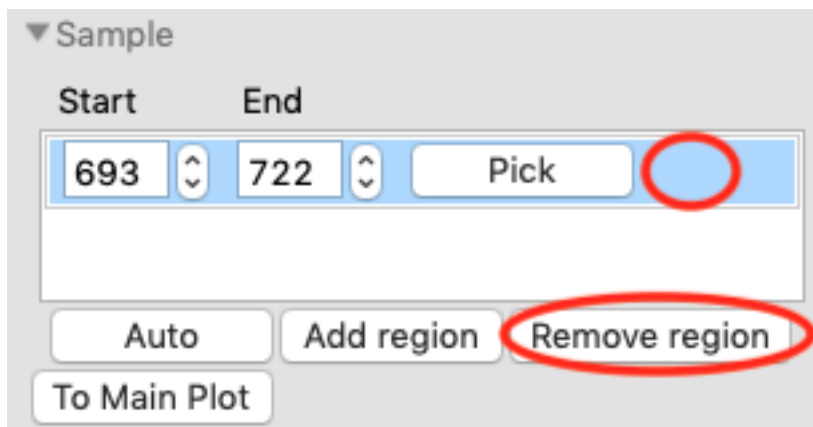 Sample
Start End
693 722 Pick
Auto Add region Remove region
To Main Plot